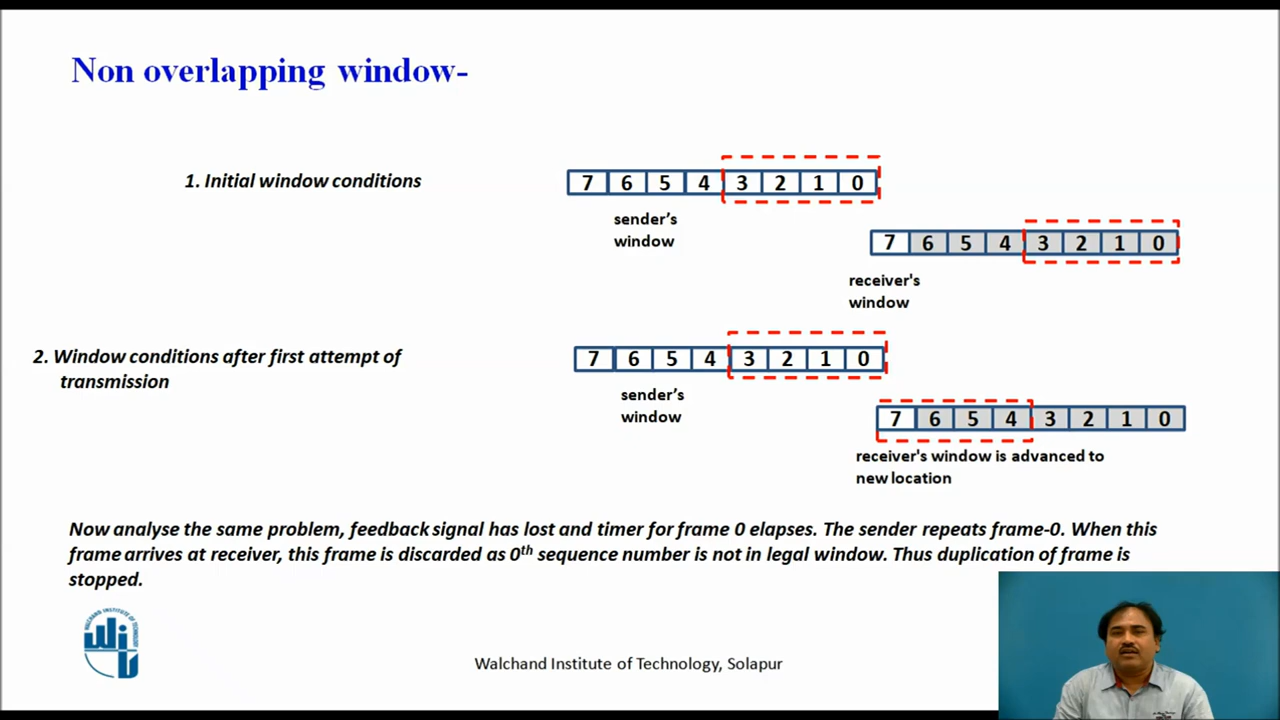 Non overlapping window-
1. Initial window conditions
7 6 5 4 3 2 1 0
sender's
window
7 6 5 4 3 2 1 0
receiver's
window
2. Window conditions after first attempt of
transmission
7 6 5 4 3 2 1 0
sender's
window
7 6 5 4 3 2 1 0
receiver's window is advanced to
new location
Now analyse the same problem, feedback signal has lost and timer for frame 0 elapses. The sender repeats frame-0. When this
frame arrives at receiver, this frame is discarded as 0th sequence number is not in legal window. Thus duplication of frame is
stopped.
Walchand Institute of Technology, Solapur